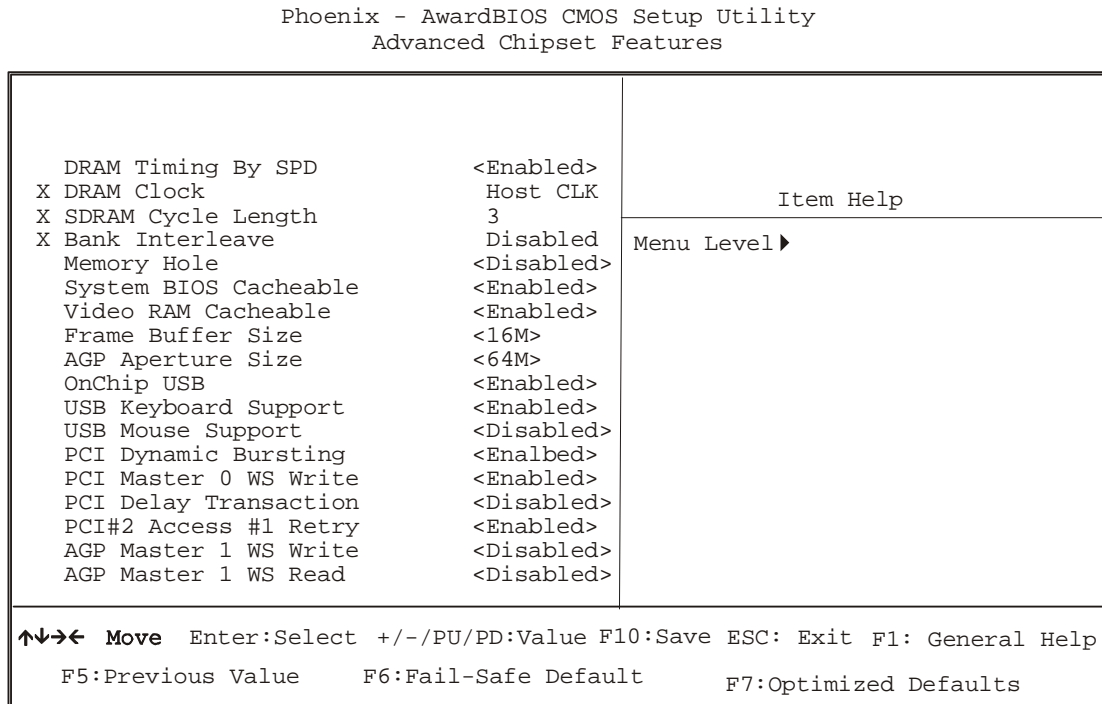 Phoenix - AwardBIOS CMOS Setup Utility
Advanced Chipset Features
DRAM Timing By SPD <Enabled>
X DRAM Clock Host CLK
X SDRAM Cycle Length 3
X Bank Interleave Disabled
Memory Hole <Disabled>
System BIOS Cacheable <Enabled>
Video RAM Cacheable <Enabled>
Frame Buffer Size <16M>
AGP Aperture Size <64M>
OnChip USB <Enabled>
USB Keyboard Support <Enabled>
USB Mouse Support <Disabled>
PCI Dynamic Bursting <Enalbed>
PCI Master 0 WS Write <Enabled>
PCI Delay Transaction <Disabled>
PCI#2 Access #1 Retry <Enabled>
AGP Master 1 WS Write <Disabled>
AGP Master 1 WS Read <Disabled>
Item Help
Menu Level▶
↑↓→← Move Enter:Select +/-/PU/PD:Value F10:Save ESC: Exit F1: General Help
F5:Previous Value F6:Fail-Safe Default F7:Optimized Defaults